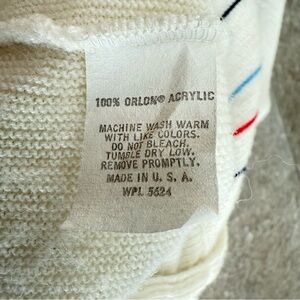 100% ORLON® ACRYLIC
MACHINE WASH WARM
WITH LIKE COLORS.
DO NOT BLEACH.
TUMBLE DRY LOW.
REMOVE PROMPTLY.
MADE IN U. S. A.
WPL 5624